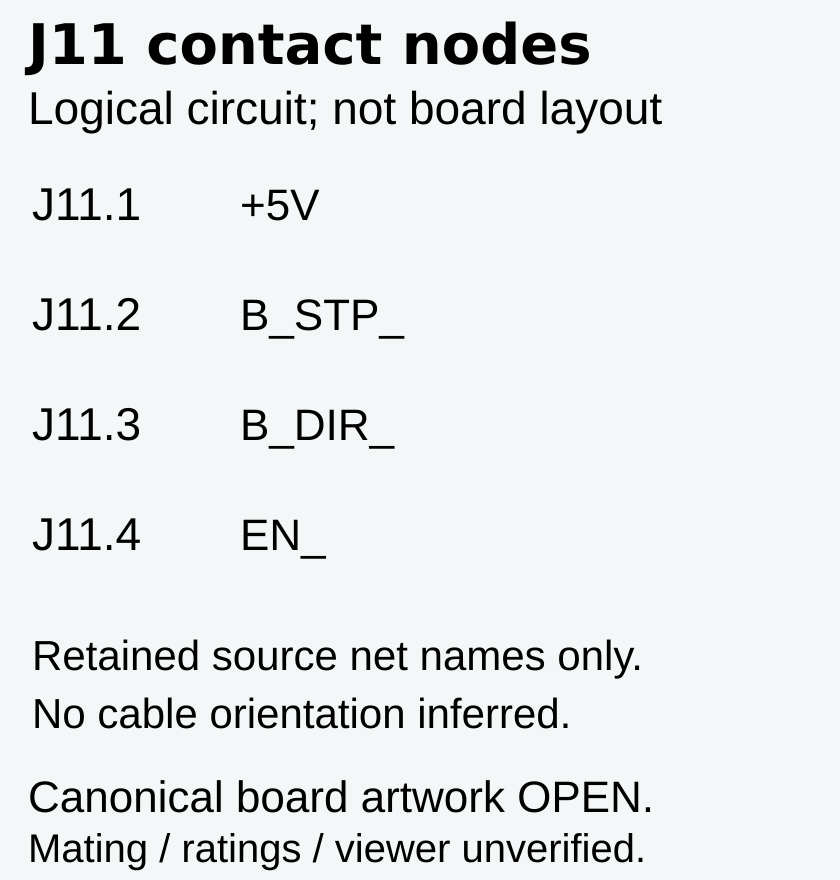 J11 contact nodes
Logical circuit; not board layout
J11.1 +5V
J11.2 B_STP_
J11.3 B_DIR_
J11.4 EN_
Retained source net names only.
No cable orientation inferred.
Canonical board artwork OPEN.
Mating / ratings / viewer unverified.